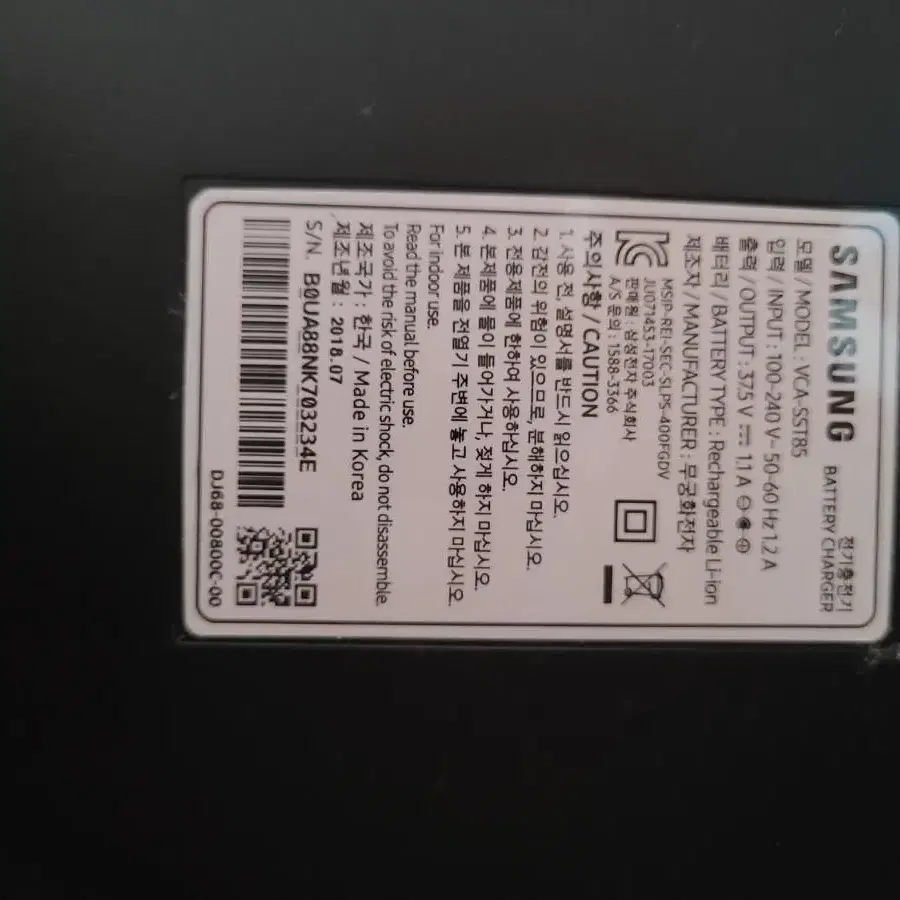 SAMSUNG
전기충전기
BATTERY CHARGER
모델 / MODEL : VCA-SST85
입력 / INPUT : 100-240 V~ 50-60 Hz 1.2 A
출력 / OUTPUT : 37.5 V ⎓ 1.1 A ⊖-●-⊕
배터리 / BATTERY TYPE : Rechargeable Li-ion
제조자 / MANUFACTURER : 무궁화전자
MSIP-REI-SEC-SLPS-400FGDV
JU071453-17003
판매원 : 삼성전자 주식회사
A/S 문의 : 1588-3366
주의사항 / CAUTION
1. 사용 전, 설명서를 반드시 읽으십시오.
2. 감전의 위험이 있으므로, 분해하지 마십시오.
3. 전용제품에 한하여 사용하십시오.
4. 본제품에 물이 들어가거나, 젖게 하지 마십시오.
5. 본 제품을 전열기 주변에 놓고 사용하지 마십시오.
For indoor use.
Read the manual before use.
To avoid the risk of electric shock, do not disassemble.
제조국가 : 한국 / Made in Korea
제조년월 : 2018.07
S/N. B0UA88NK703234E
DJ68-00800C-00